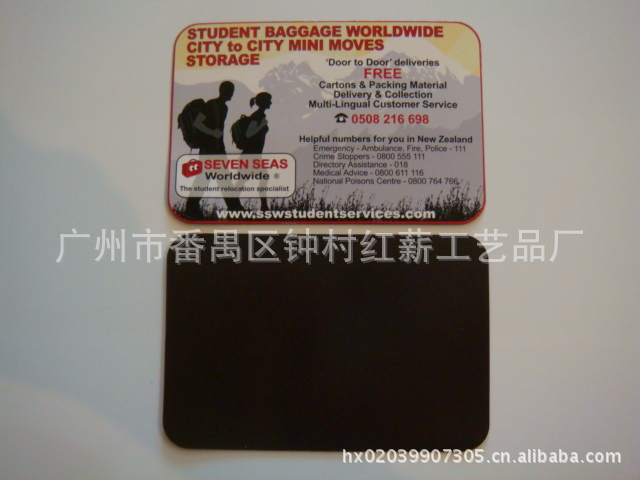 STUDENT BAGGAGE WORLDWIDE
CITY to CITY MINI MOVES
STORAGE
'Door to Door' deliveries
FREE
Cartons & Packing Material
Delivery & Collection
Multi-Lingual Customer Service
☎ 0508 216 698
Helpful numbers for you in New Zealand
Emergency - Ambulance, Fire, Police - 111
Crime Stoppers - 0800 555 111
Directory Assistance - 018
Medical Advice - 0800 611 116
National Poisons Centre - 0800 764 766
SEVEN SEAS
Worldwide ®
The student relocation specialist
www.sswstudentservices.com
广州市番禺区钟村红薪工艺品厂
hx02039907305.cn.alibaba.com